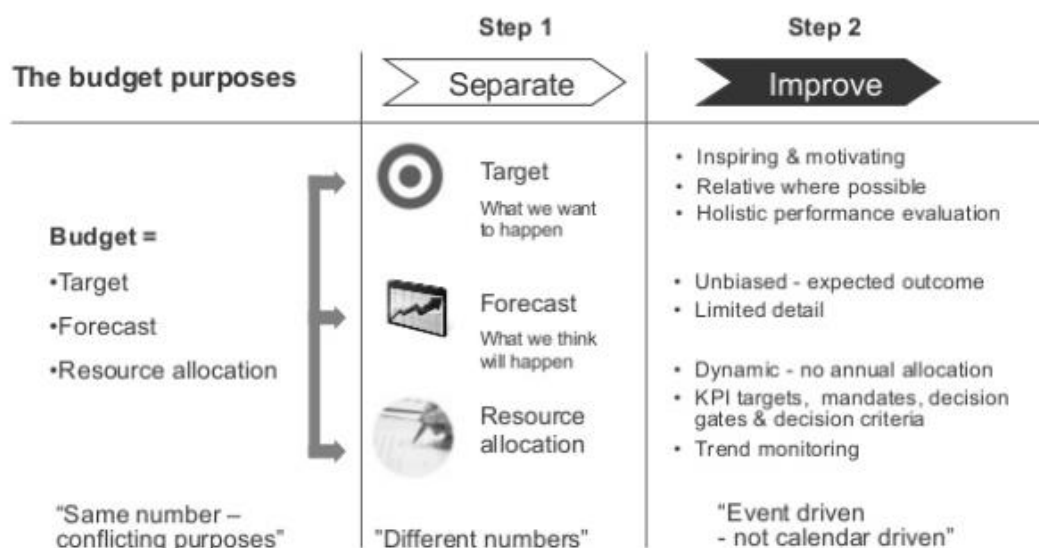 Step 1
Step 2
The budget purposes
Separate
Improve
Budget =
•Target
•Forecast
•Resource allocation
"Same number –
conflicting purposes"
Target
What we want
to happen
Forecast
What we think
will happen
Resource
allocation
"Different numbers"
• Inspiring & motivating
• Relative where possible
• Holistic performance evaluation
• Unbiased - expected outcome
• Limited detail
• Dynamic - no annual allocation
• KPI targets, mandates, decision
gates & decision criteria
• Trend monitoring
"Event driven
- not calendar driven"